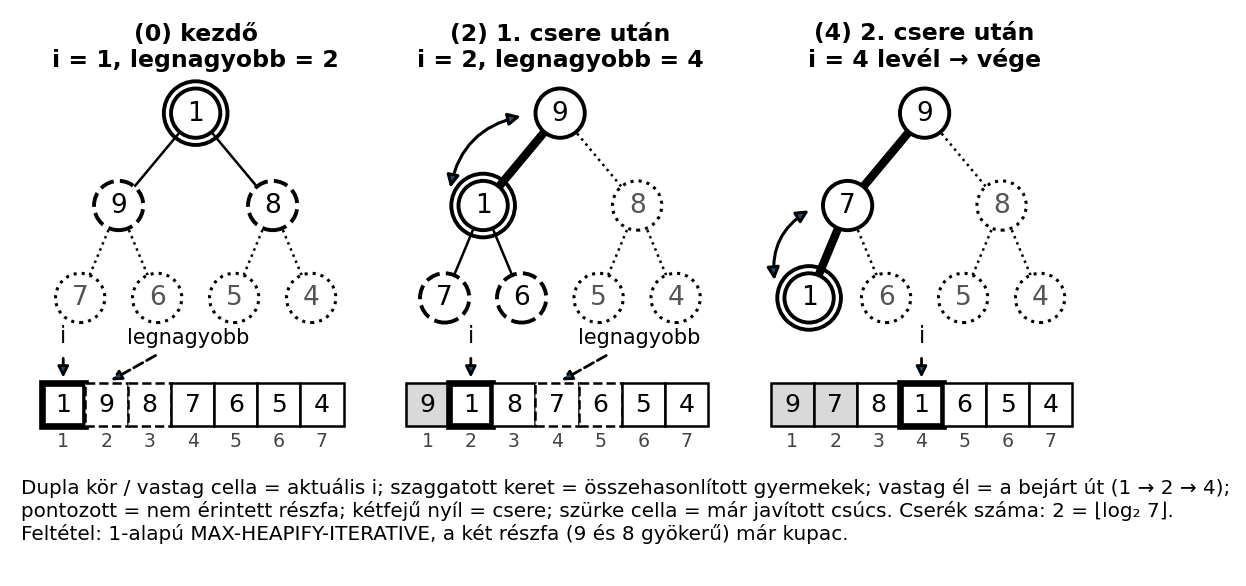 (0) kezdő
i = 1, legnagyobb = 2
1
9 8
7 6 5 4
i legnagyobb
1 9 8 7 6 5 4
1 2 3 4 5 6 7
(2) 1. csere után
i = 2, legnagyobb = 4
9
1 8
7 6 5 4
i legnagyobb
9 1 8 7 6 5 4
1 2 3 4 5 6 7
(4) 2. csere után
i = 4 levél → vége
9
7 8
1 6 5 4
i
9 7 8 1 6 5 4
1 2 3 4 5 6 7
Dupla kör / vastag cella = aktuális i; szaggatott keret = összehasonlított gyermekek; vastag él = a bejárt út (1 → 2 → 4);
pontozott = nem érintett részfa; kétfejű nyíl = csere; szürke cella = már javított csúcs. Cserék száma: 2 = ⌊log₂ 7⌋.
Feltétel: 1-alapú MAX-HEAPIFY-ITERATIVE, a két részfa (9 és 8 gyökerű) már kupac.